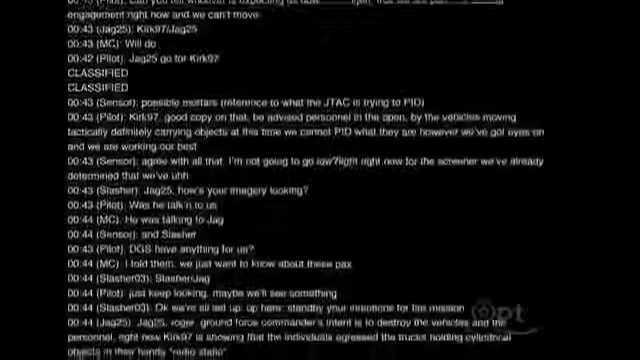 engagement right now and we can't move
00:43 (Jag25): Kirk97/Jag25
00:43 (MC): Will do
00:42 (Pilot): Jag25 go for Kirk97
CLASSIFIED
CLASSIFIED
00:43 (Sensor): possible mortars (reference to what the JTAC is trying to PID)
00:43 (Pilot): Kirk97, good copy on that, be advised personnel in the open, by the vehicles moving
tactically definitely carrying objects at this time we cannot PID what they are however we've got eyes on
and we are working our best
00:43 (Sensor): agree with all that, I'm not going to go low?light right now for the screener we've already
determined that we've uhh
00:43 (Slasher): Jag25, how's your imagery looking?
00:43 (Pilot): Was he talk'n to us
00:44 (MC): He was talking to Jag
00:44 (Sensor): and Slasher
00:43 (Pilot): DGS have anything for us?
00:44 (MC): I told them, we just want to know about these pax
00:44 (Slasher03): Slasher/Jag
00:44 (Pilot): just keep looking, maybe we'll see something
00:44 (Slasher03): Ok we're all set up, up here; standby your intentions for fire mission
00:44 (Jag25): Jag25, roger, ground force commander's intent is to destroy the vehicles and the
personnel, right now Kirk97 is showing that the individuals egressed the trucks holding cylindrical
objects in their hands "radio static"
opt